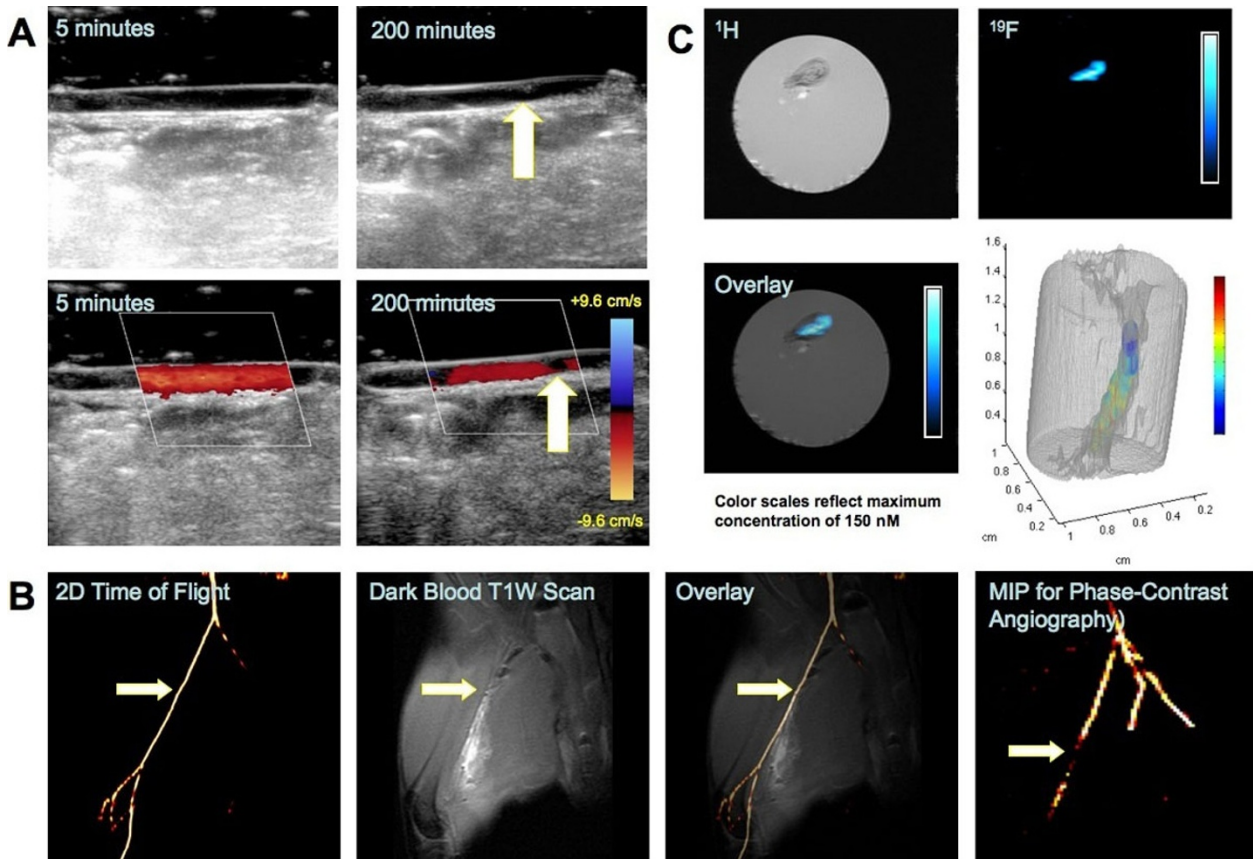 A
5 minutes
200 minutes
5 minutes
200 minutes
+9.6 cm/s
-9.6 cm/s
C
¹H
¹⁹F
Overlay
Color scales reflect maximum
concentration of 150 nM
1.6
1.4
1.2
1
0.8
0.6
0.4
1
0.8
0.6
0.4
0.2
cm
1
0.8
0.6
0.4
0.2
cm
B
2D Time of Flight
Dark Blood T1W Scan
Overlay
MIP for Phase-Contrast
Angiography)